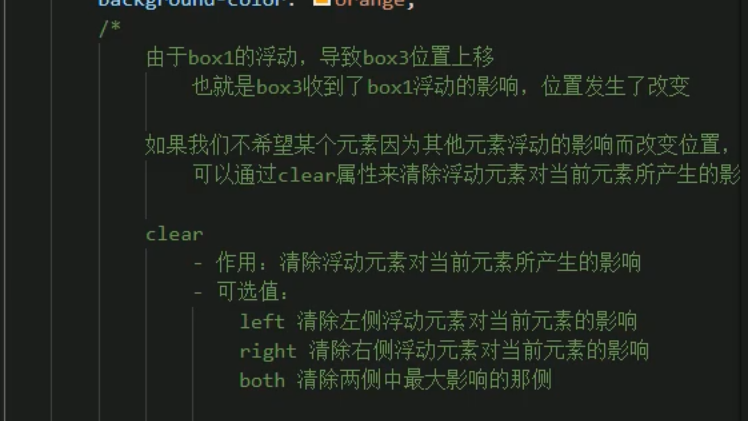 background-color: orange;
/*
由于box1的浮动，导致box3位置上移
也就是box3收到了box1浮动的影响，位置发生了改变
如果我们不希望某个元素因为其他元素浮动的影响而改变位置，
可以通过clear属性来清除浮动元素对当前元素所产生的影
clear
- 作用：清除浮动元素对当前元素所产生的影响
- 可选值：
left 清除左侧浮动元素对当前元素的影响
right 清除右侧浮动元素对当前元素的影响
both 清除两侧中最大影响的那侧